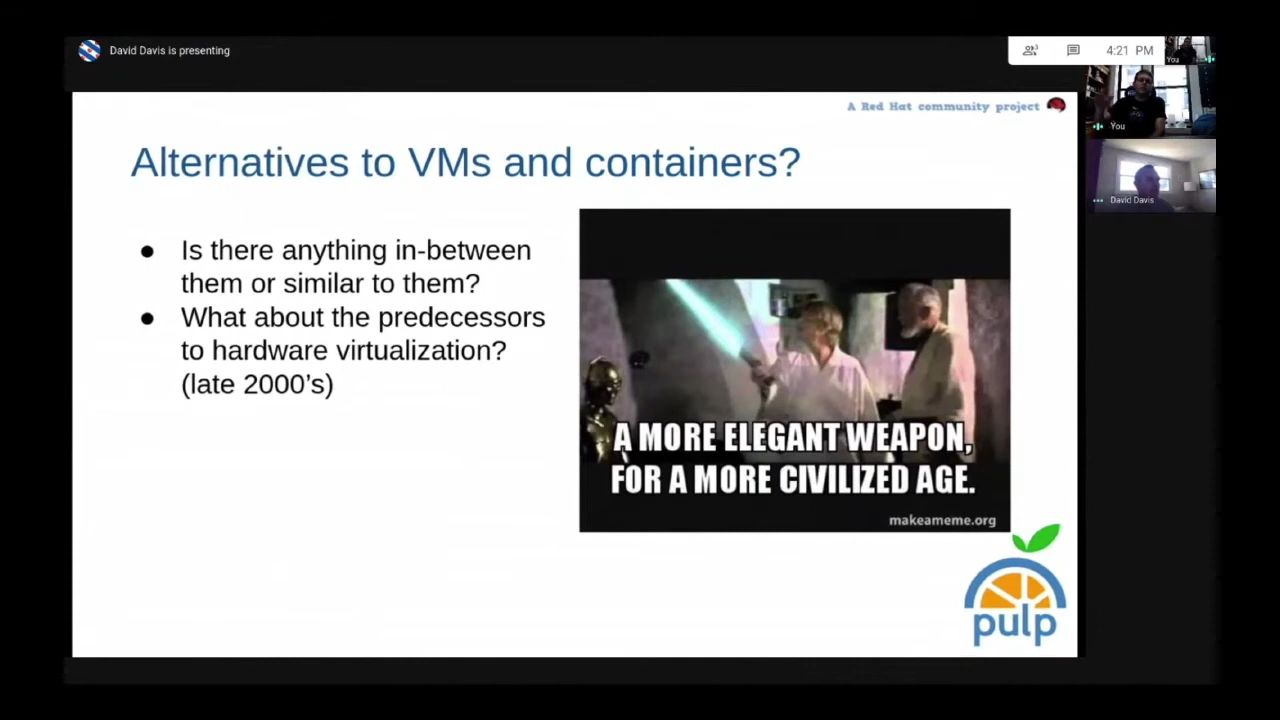 David Davis is presenting
3
4:21 PM
You
You
David Davis
A Red Hat community project
Alternatives to VMs and containers?
● Is there anything in-between
them or similar to them?
● What about the predecessors
to hardware virtualization?
(late 2000's)
A MORE ELEGANT WEAPON,
FOR A MORE CIVILIZED AGE.
makeameme.org
pulp